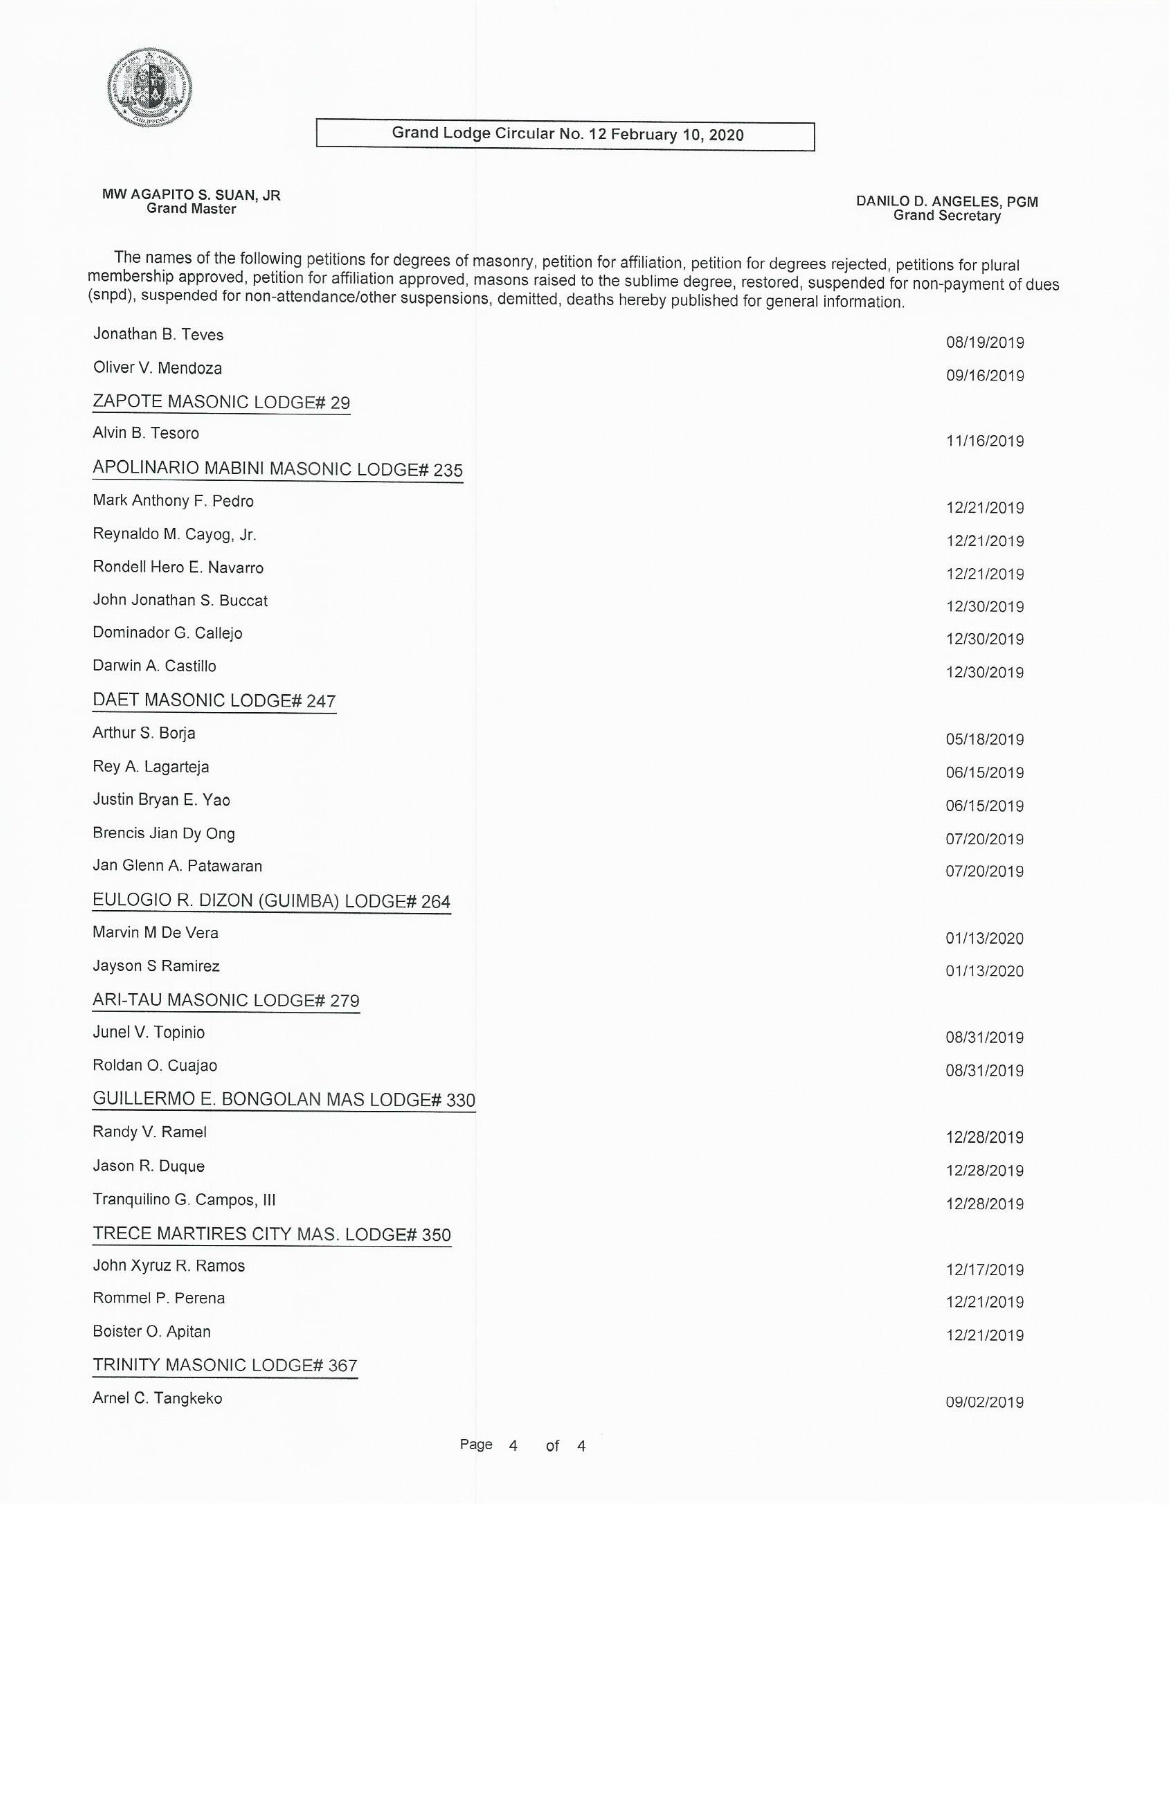 Grand Lodge Circular No. 12 February 10, 2020
MW AGAPITO S. SUAN, JR
Grand Master
DANILO D. ANGELES, PGM
Grand Secretary
The names of the following petitions for degrees of masonry, petition for affiliation, petition for degrees rejected, petitions for plural
membership approved, petition for affiliation approved, masons raised to the sublime degree, restored, suspended for non-payment of dues
(snpd), suspended for non-attendance/other suspensions, demitted, deaths hereby published for general information.
Jonathan B. Teves 08/19/2019
Oliver V. Mendoza 09/16/2019
ZAPOTE MASONIC LODGE# 29
Alvin B. Tesoro 11/16/2019
APOLINARIO MABINI MASONIC LODGE# 235
Mark Anthony F. Pedro 12/21/2019
Reynaldo M. Cayog, Jr. 12/21/2019
Rondell Hero E. Navarro 12/21/2019
John Jonathan S. Buccat 12/30/2019
Dominador G. Callejo 12/30/2019
Darwin A. Castillo 12/30/2019
DAET MASONIC LODGE# 247
Arthur S. Borja 05/18/2019
Rey A. Lagarteja 06/15/2019
Justin Bryan E. Yao 06/15/2019
Brencis Jian Dy Ong 07/20/2019
Jan Glenn A. Patawaran 07/20/2019
EULOGIO R. DIZON (GUIMBA) LODGE# 264
Marvin M De Vera 01/13/2020
Jayson S Ramirez 01/13/2020
ARI-TAU MASONIC LODGE# 279
Junel V. Topinio 08/31/2019
Roldan O. Cuajao 08/31/2019
GUILLERMO E. BONGOLAN MAS LODGE# 330
Randy V. Ramel 12/28/2019
Jason R. Duque 12/28/2019
Tranquilino G. Campos, III 12/28/2019
TRECE MARTIRES CITY MAS. LODGE# 350
John Xyruz R. Ramos 12/17/2019
Rommel P. Perena 12/21/2019
Boister O. Apitan 12/21/2019
TRINITY MASONIC LODGE# 367
Arnel C. Tangkeko 09/02/2019
Page 4 of 4